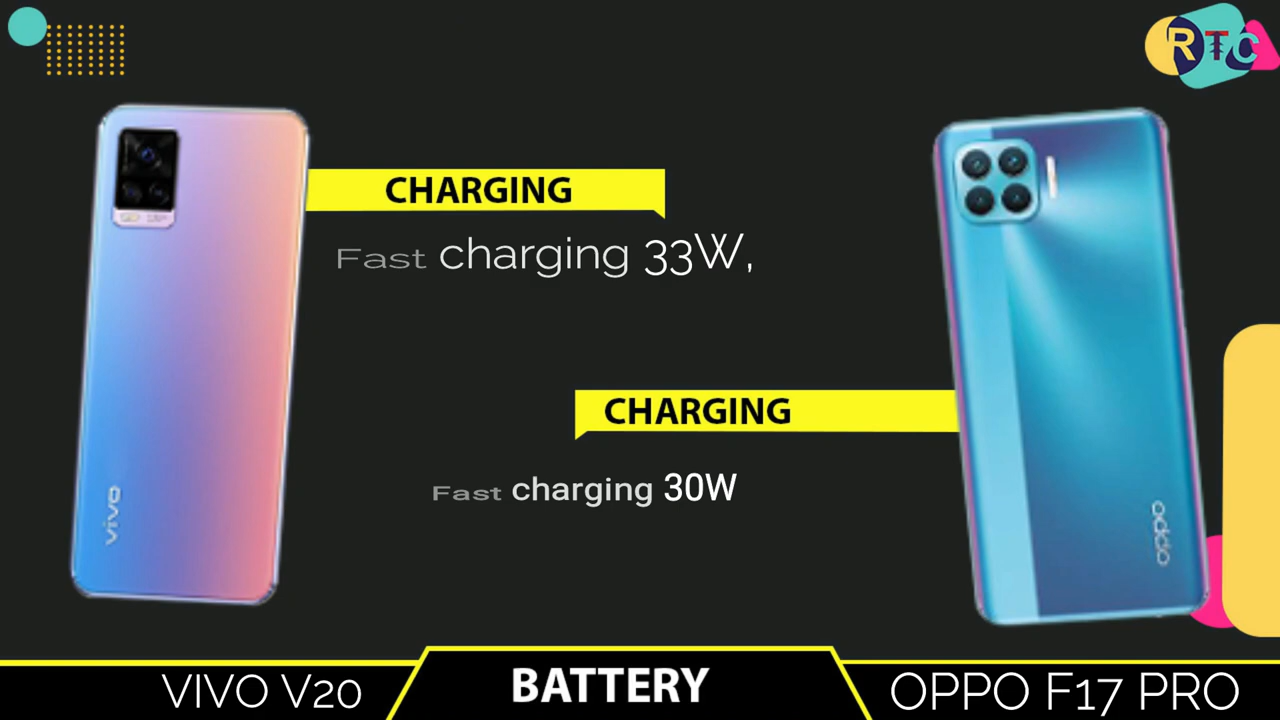 RTC
CHARGING
Fast charging 33W,
CHARGING
Fast charging 30W
vivo
oppo
VIVO V20
BATTERY
OPPO F17 PRO